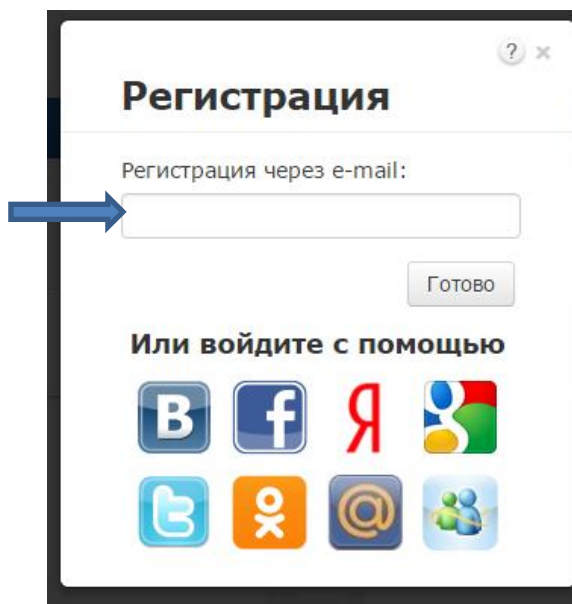 ?
Регистрация
Регистрация через e-mail:
Готово
Или войдите с помощью
В f Я g
t @